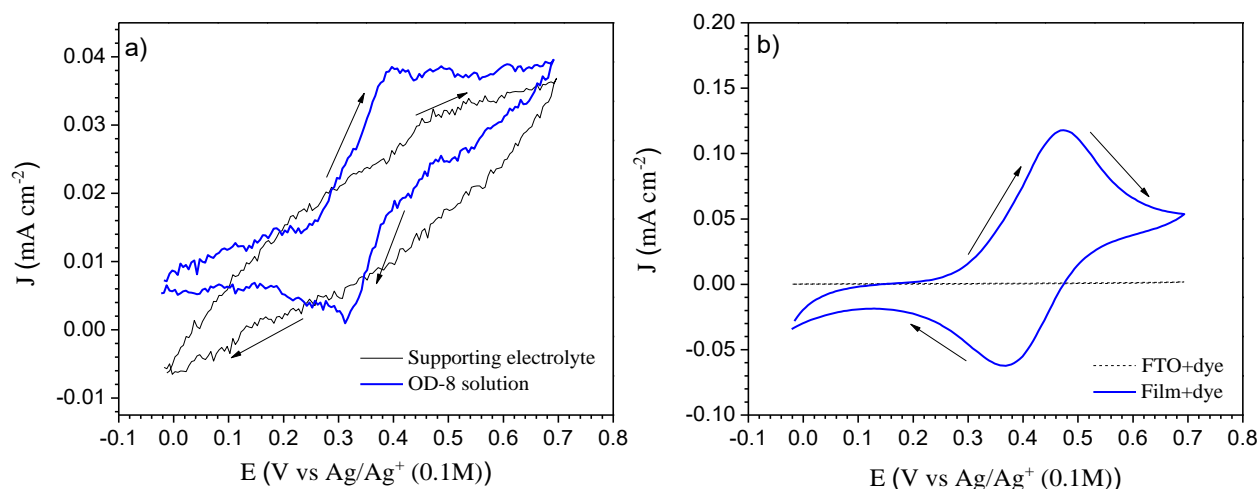 a)
0.04
0.03
0.02
0.01
0.00
-0.01
J (mA cm-2)
-0.1 0.0 0.1 0.2 0.3 0.4 0.5 0.6 0.7 0.8
E (V vs Ag/Ag+ (0.1M)
Supporting electrolyte
OD-8 solution
b)
0.20
0.15
0.10
0.05
0.00
-0.05
-0.10
J (mA cm-2)
-0.1 0.0 0.1 0.2 0.3 0.4 0.5 0.6 0.7 0.8
E (V vs Ag/Ag+ (0.1M)
FTO+dye
Film+dye